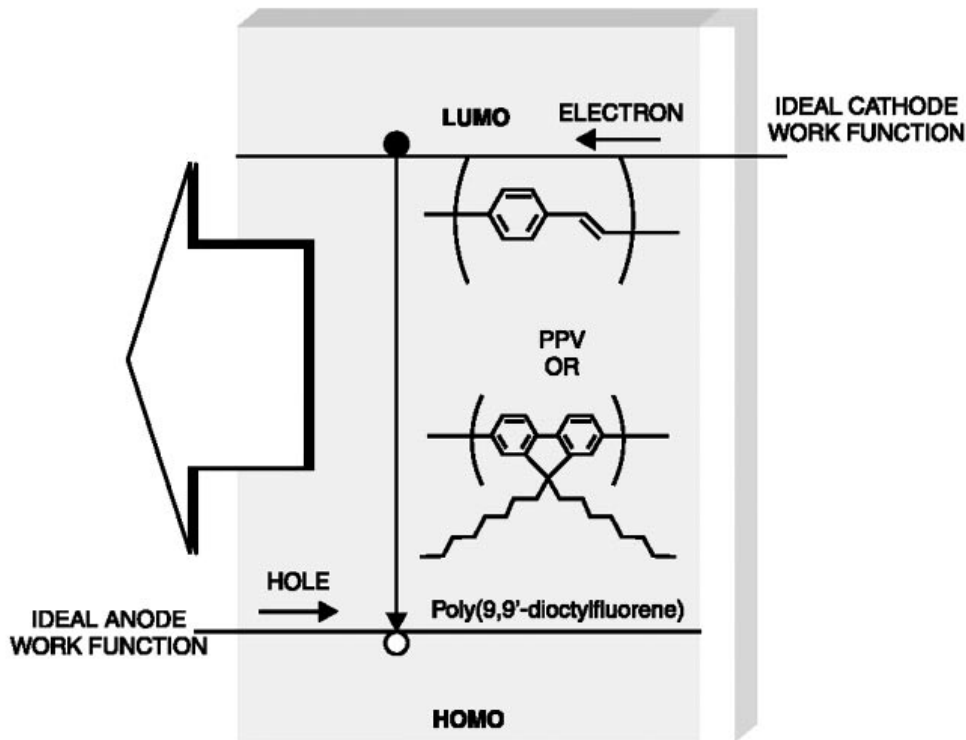 LUMO
ELECTRON
IDEAL CATHODE
WORK FUNCTION
PPV
OR
HOLE
IDEAL ANODE
WORK FUNCTION
Poly(9,9'-dioctylfluorene)
HOMO